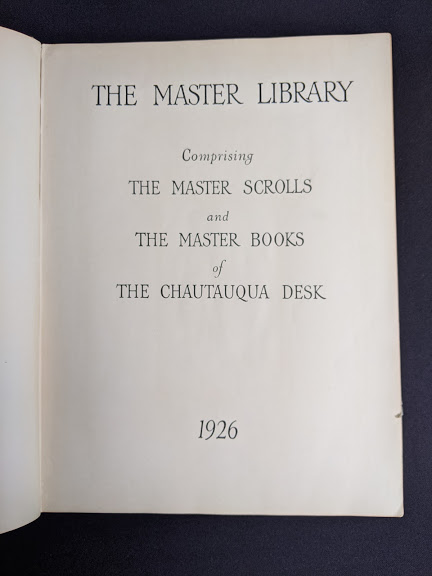 THE MASTER LIBRARY
Comprising
THE MASTER SCROLLS
and
THE MASTER BOOKS
of
THE CHAUTAUQUA DESK
1926